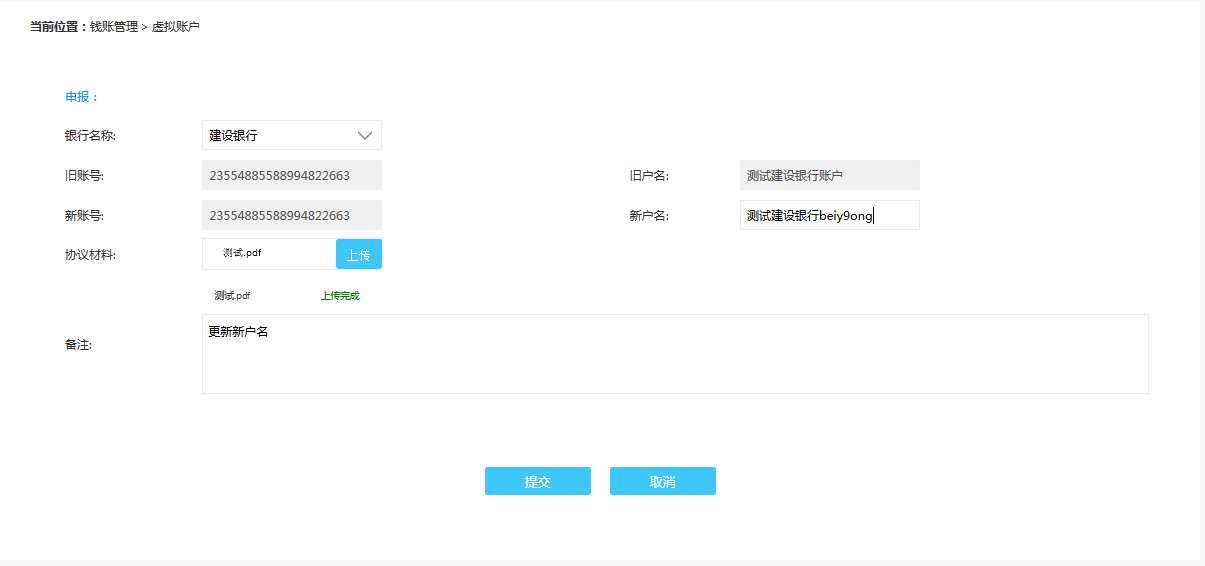 当前位置：钱账管理 > 虚拟账户
申报：
银行名称: 建设银行
旧账号: 23554885588994822663 旧户名: 测试建设银行账户
新账号: 23554885588994822663 新户名: 测试建设银行beiy9ong
协议材料: 测试.pdf 上传
测试.pdf 上传完成
备注: 更新新户名
提交 取消